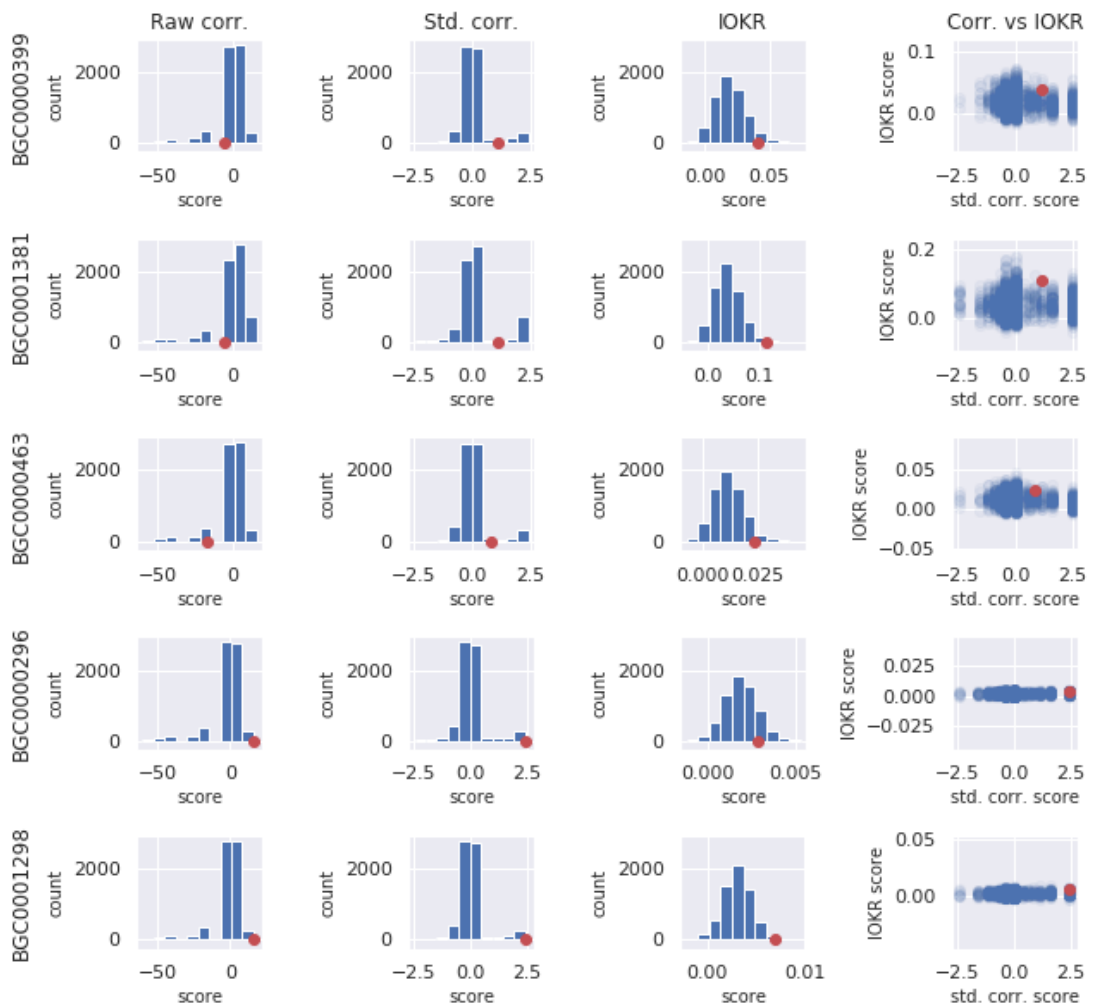 Raw corr. Std. corr. IOKR Corr. vs IOKR
BGC0000399
count 2000 0 −50 0 score
count 2000 0 −2.5 0.0 2.5 score
count 2000 0 0.00 0.05 score
IOKR score 0.1 0.0 −2.5 0.0 2.5 std. corr. score
BGC0001381
count 2000 0 −50 0 score
count 2000 0 −2.5 0.0 2.5 score
count 2000 0 0.0 0.1 score
IOKR score 0.2 0.0 −2.5 0.0 2.5 std. corr. score
BGC0000463
count 2000 0 −50 0 score
count 2000 0 −2.5 0.0 2.5 score
count 2000 0 0.000 0.025 score
IOKR score 0.05 0.00 −0.05 −2.5 0.0 2.5 std. corr. score
BGC0000296
count 2000 0 −50 0 score
count 2000 0 −2.5 0.0 2.5 score
count 2000 0 0.000 0.005 score
IOKR score 0.025 0.000 −0.025 −2.5 0.0 2.5 std. corr. score
BGC0001298
count 2000 0 −50 0 score
count 2000 0 −2.5 0.0 2.5 score
count 2000 0 0.00 0.01 score
IOKR score 0.05 0.00 −2.5 0.0 2.5 std. corr. score